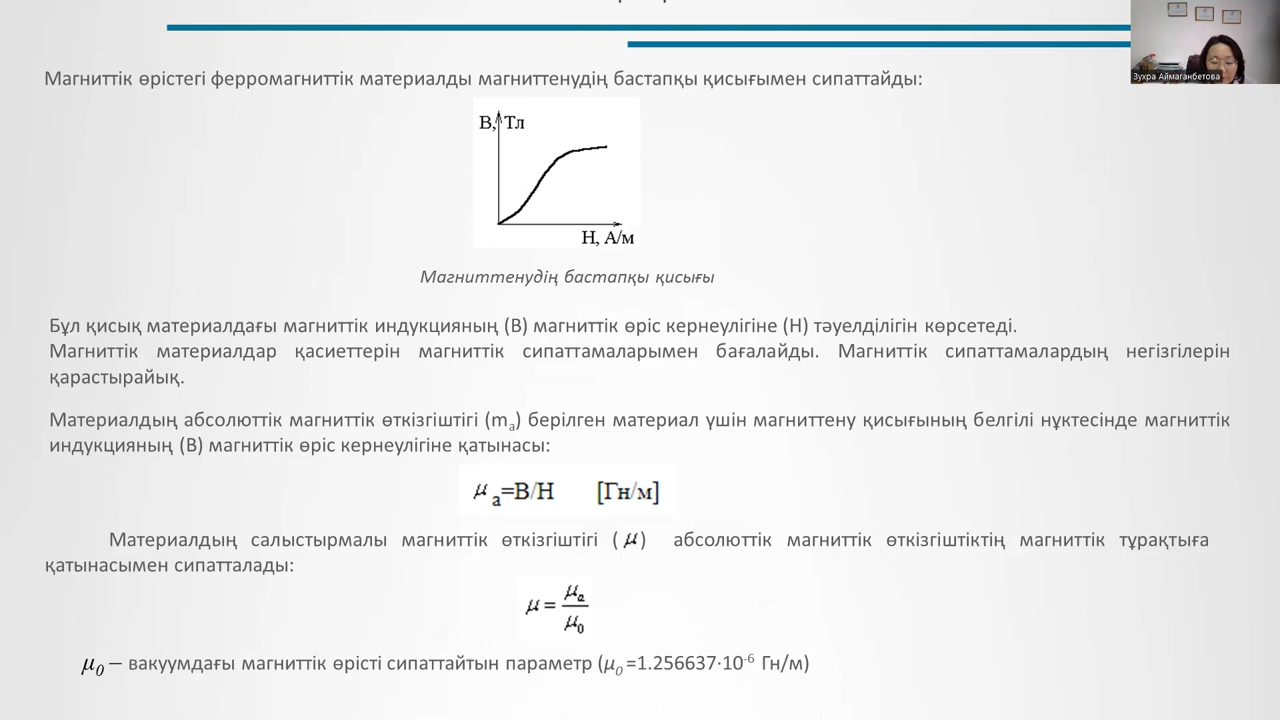 Зухра Аймаганбетова
Магниттік өрістегі ферромагниттік материалды магниттенудің бастапқы қисығымен сипаттайды:
В, Тл
Н, А/м
Магниттенудің бастапқы қисығы
Бұл қисық материалдағы магниттік индукцияның (В) магниттік өріс кернеулігіне (Н) тәуелділігін көрсетеді.
Магниттік материалдар қасиеттерін магниттік сипаттамаларымен бағалайды. Магниттік сипаттамалардың негізгілерін
қарастырайық.
Материалдың абсолюттік магниттік өткізгіштігі (mₐ) берілген материал үшін магниттену қисығының белгілі нүктесінде магниттік
индукцияның (В) магниттік өріс кернеулігіне қатынасы:
μ a=В/Н [Гн/м]
Материалдың салыстырмалы магниттік өткізгіштігі ( μ ) абсолюттік магниттік өткізгіштіктің магниттік тұрақтыға
қатынасымен сипатталады:
μ = μa / μ0
μ0 – вакуумдағы магниттік өрісті сипаттайтын параметр (μ0 =1.256637·10⁻⁶ Гн/м)